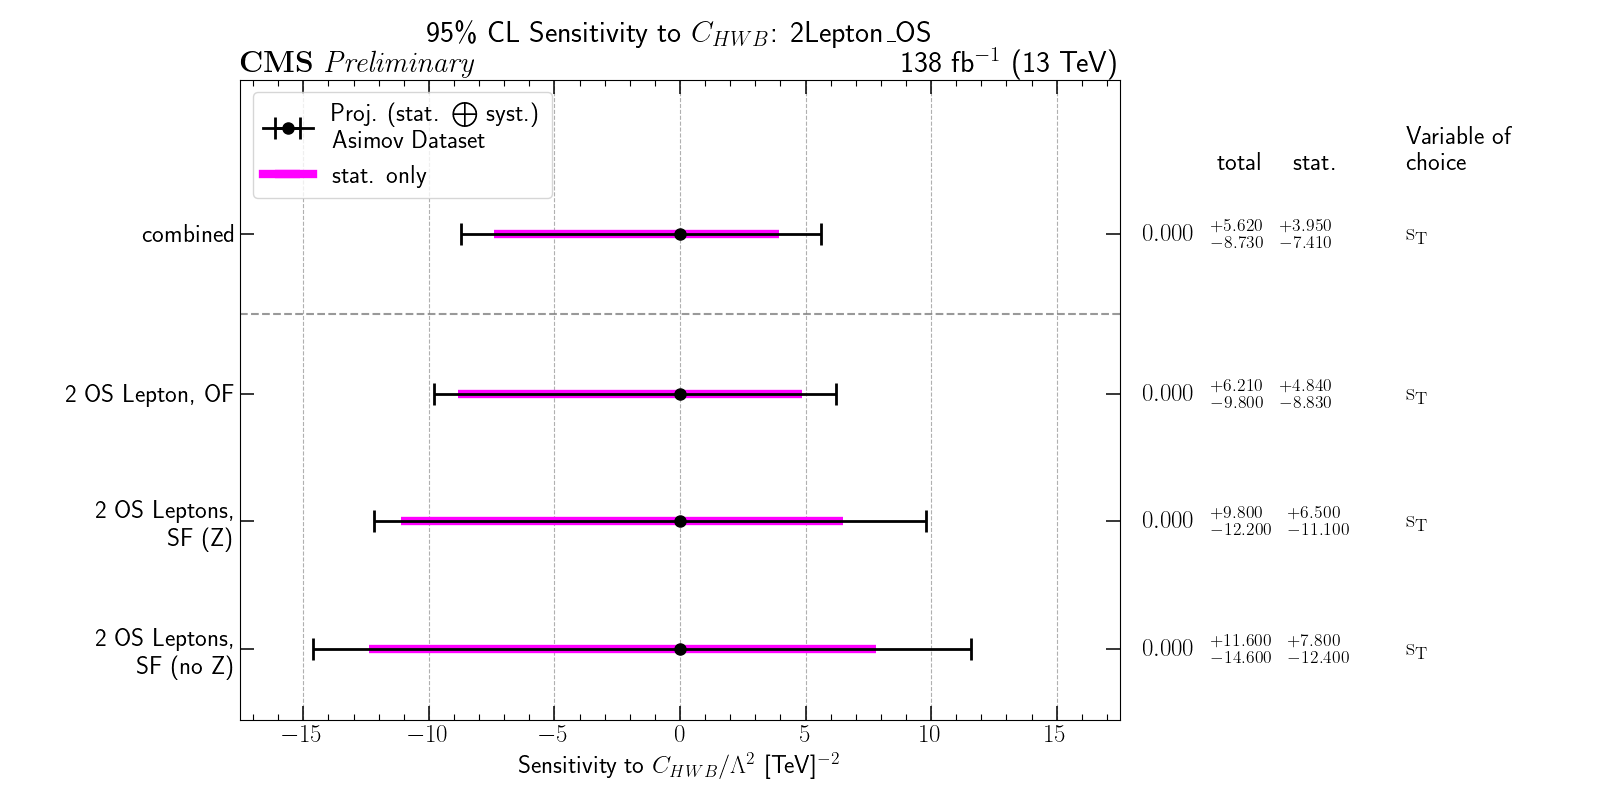 95% CL Sensitivity to C_{HWB}: 2Lepton_OS
CMS Preliminary 138 fb^{-1} (13 TeV)
Proj. (stat. ⨁ syst.)
Asimov Dataset
stat. only
Variable of
choice
total stat.
combined 0.000 +5.620 −8.730 +3.950 −7.410 s_T
2 OS Lepton, OF 0.000 +6.210 −9.800 +4.840 −8.830 s_T
2 OS Leptons,
SF (Z) 0.000 +9.800 −12.200 +6.500 −11.100 s_T
2 OS Leptons,
SF (no Z) 0.000 +11.600 −14.600 +7.800 −12.400 s_T
−15 −10 −5 0 5 10 15
Sensitivity to C_{HWB}/Λ^2 [TeV]^{−2}